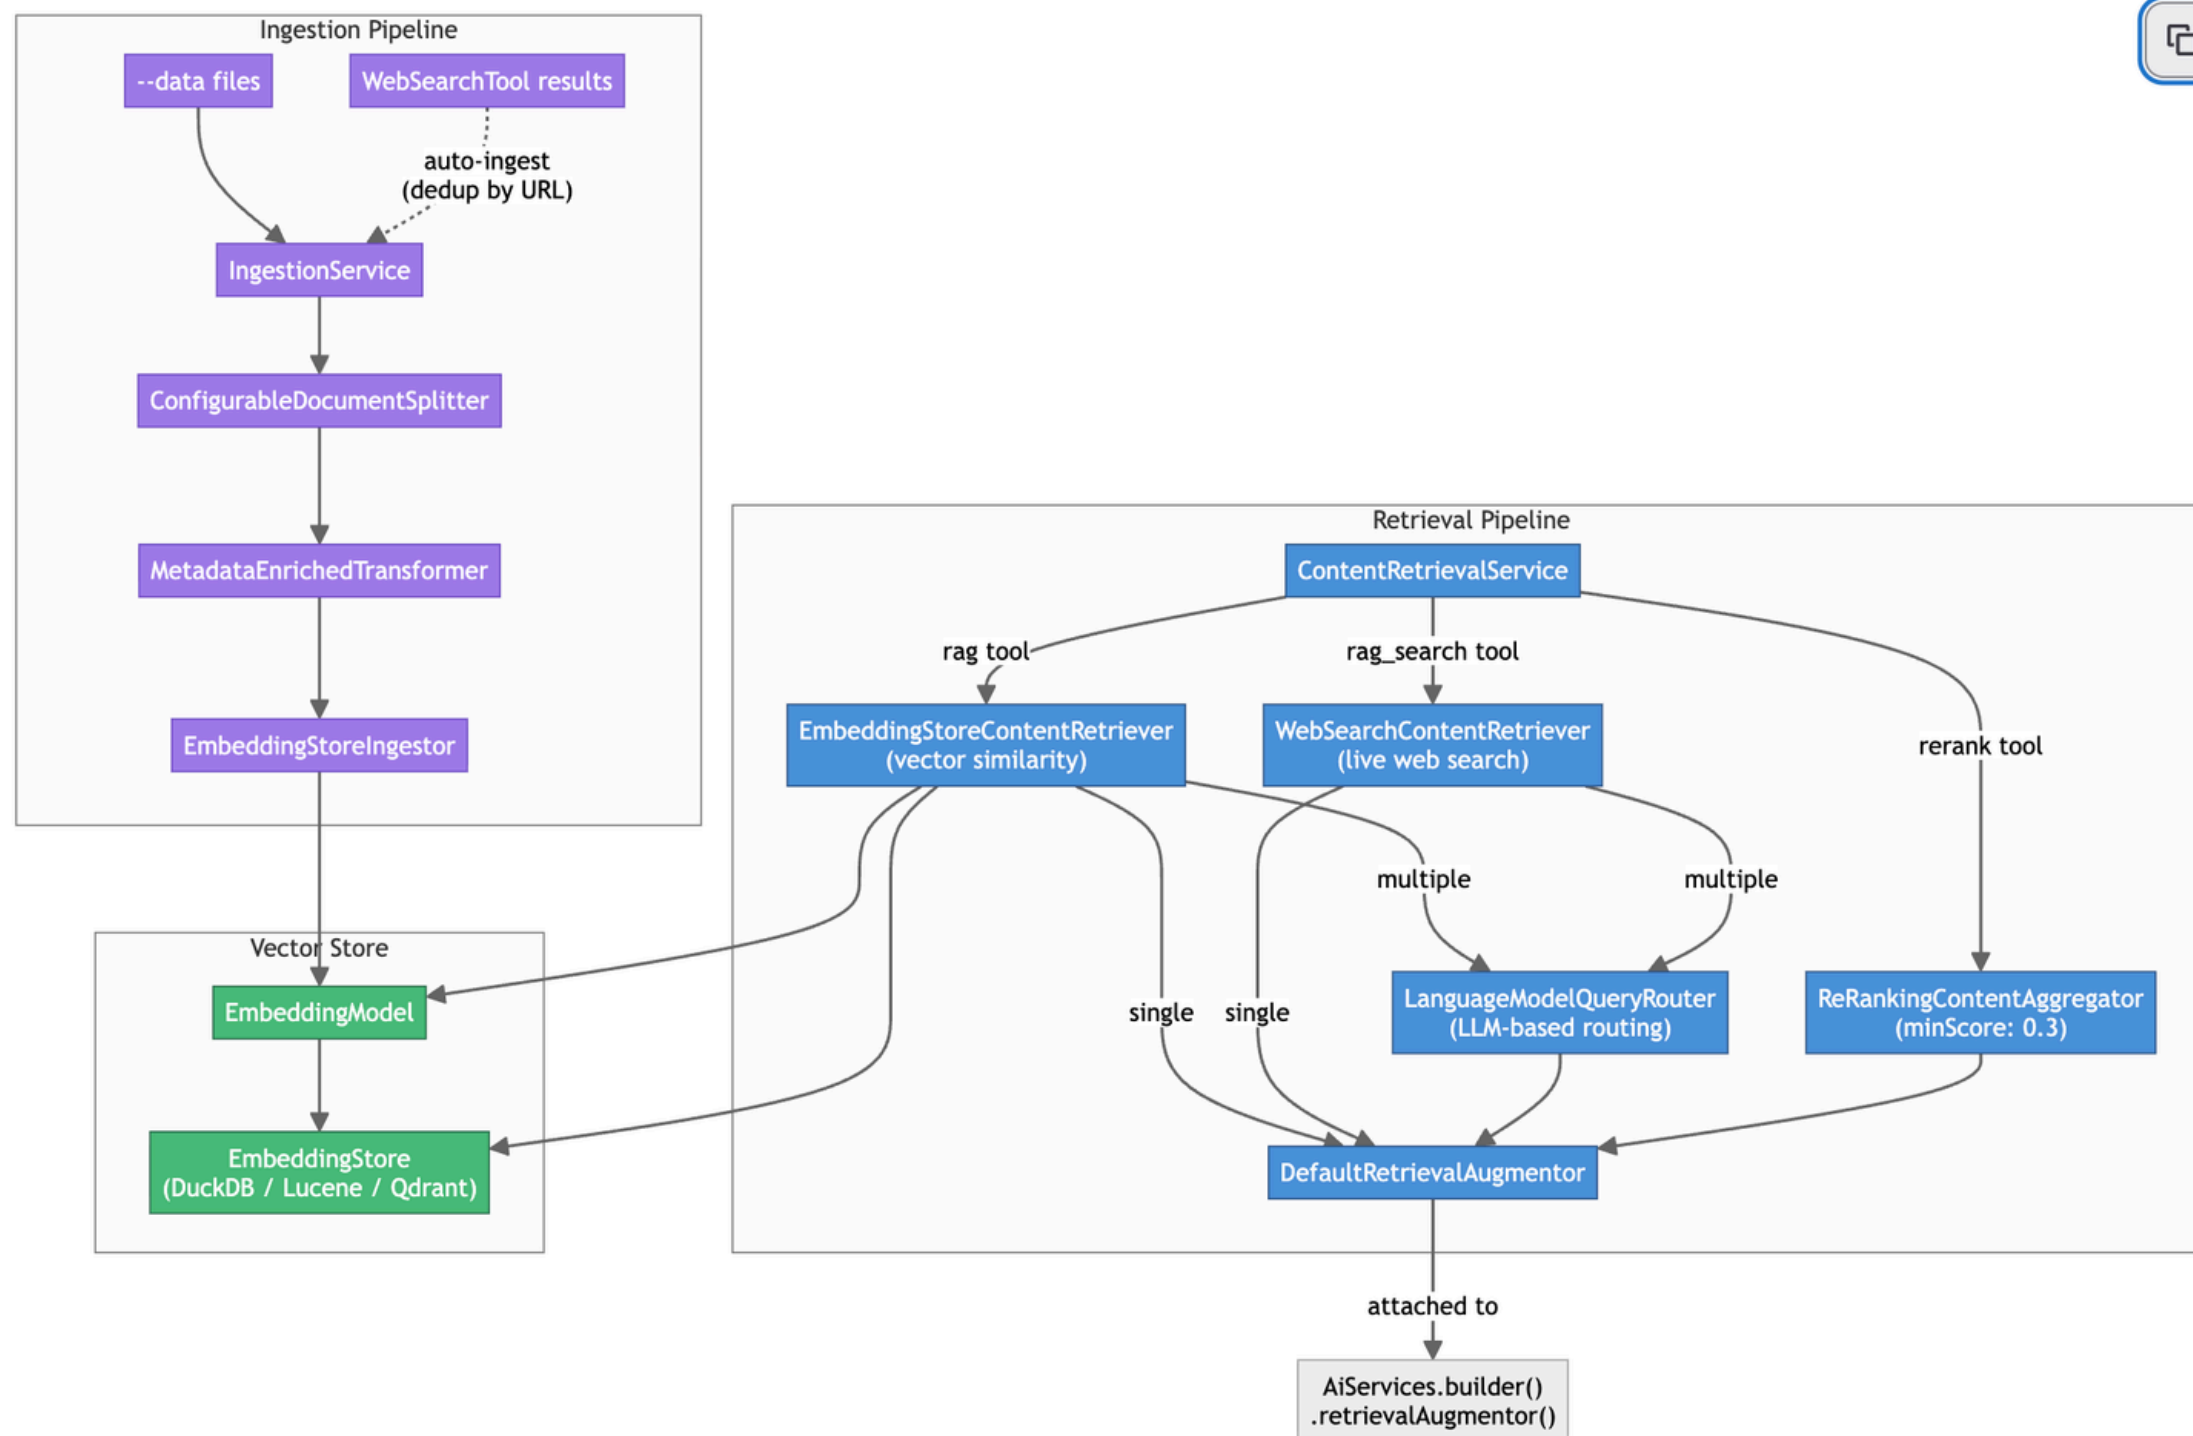 Ingestion Pipeline
--data files
WebSearchTool results
auto-ingest
(dedup by URL)
IngestionService
ConfigurableDocumentSplitter
MetadataEnrichedTransformer
EmbeddingStoreIngestor
Vector Store
EmbeddingModel
EmbeddingStore
(DuckDB / Lucene / Qdrant)
Retrieval Pipeline
ContentRetrievalService
rag tool
rag_search tool
rerank tool
EmbeddingStoreContentRetriever
(vector similarity)
WebSearchContentRetriever
(live web search)
multiple
multiple
single
single
LanguageModelQueryRouter
(LLM-based routing)
ReRankingContentAggregator
(minScore: 0.3)
DefaultRetrievalAugmentor
attached to
AiServices.builder()
.retrievalAugmentor()